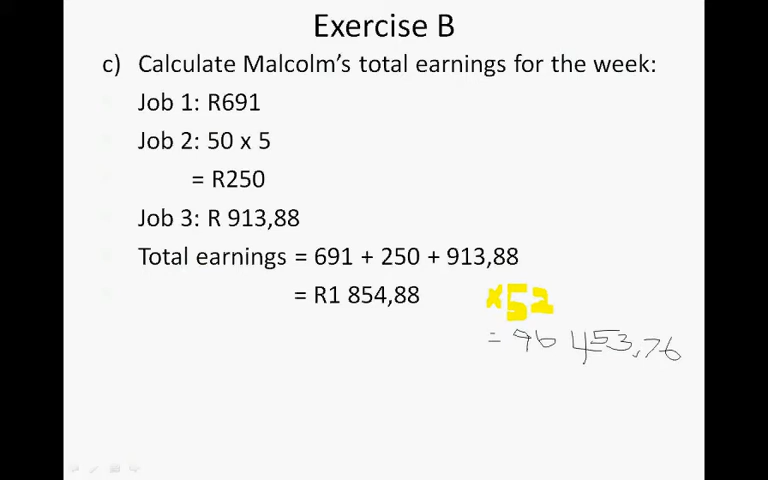 Exercise B
c) Calculate Malcolm's total earnings for the week:
Job 1: R691
Job 2: 50 x 5
= R250
Job 3: R 913,88
Total earnings = 691 + 250 + 913,88
= R1 854,88 x52
= 96 453,76